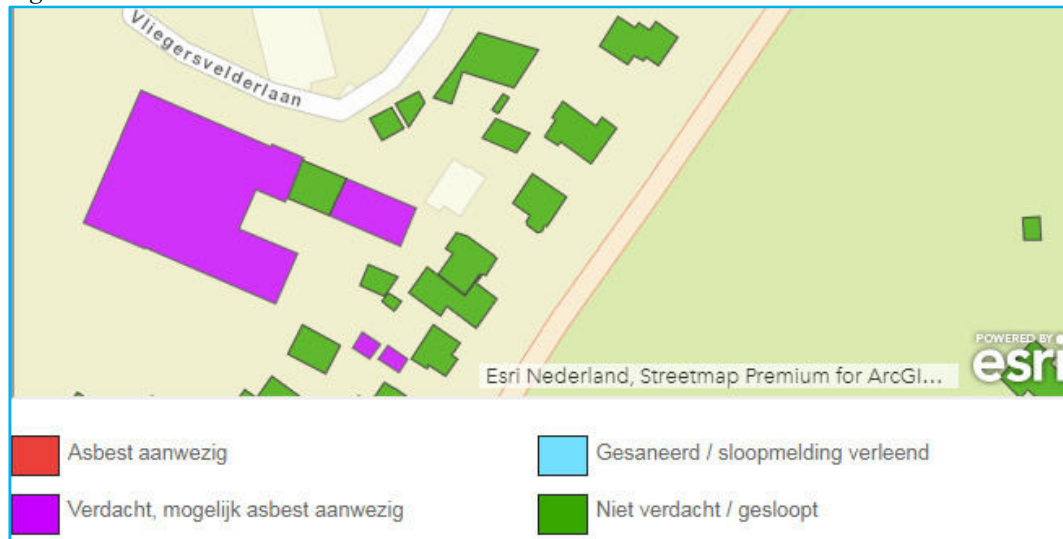 Vliegersvelderlaan
POWERED BY
esri
Esri Nederland, Streetmap Premium for ArcGI...
Asbest aanwezig
Gesaneerd / sloopmelding verleend
Verdacht, mogelijk asbest aanwezig
Niet verdacht / gesloopt